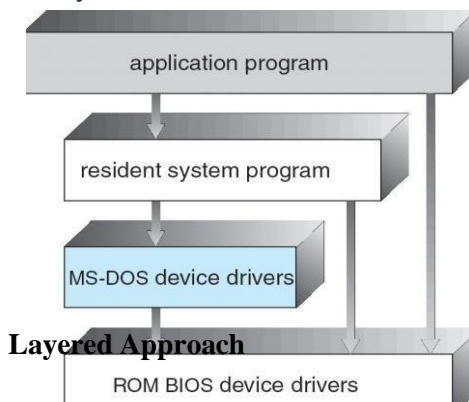 application program
resident system program
MS-DOS device drivers
Layered Approach
ROM BIOS device drivers